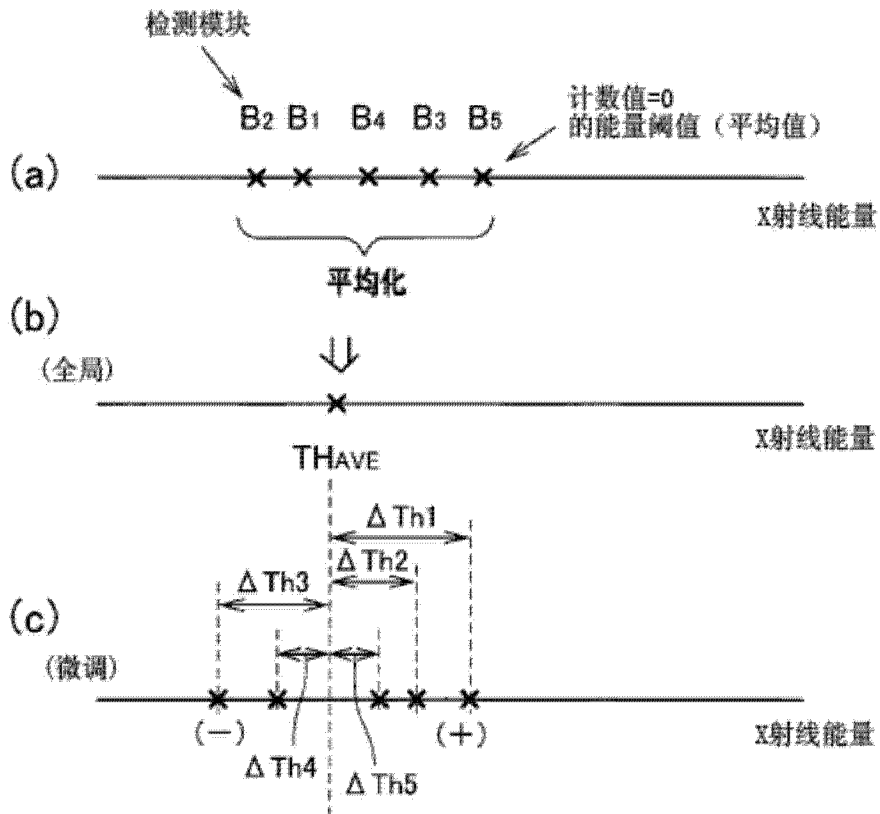 检测模块
B2 B1 B4 B3 B5
计数值=0
的能量阈值（平均值）
(a)
X射线能量
平均化
(b)
(全局)
X射线能量
THAVE
ΔTh1
ΔTh2
ΔTh3
(c)
(微调)
(－)
(＋)
X射线能量
ΔTh4
ΔTh5